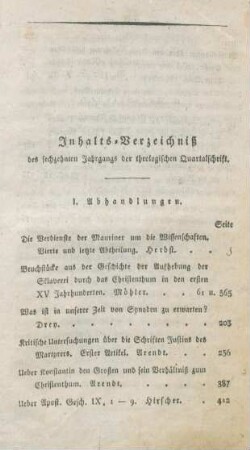 Inhalts-Verzeichniß
des sechzehnten Jahrgangs der theologischen Quartalschrift.
I. Abhandlungen.
Seite
Die Verdienste der Mauriner um die Wissenschaften,
Vierte und letzte Abtheilung. Herbst. 3
Bruchstücke aus der Geschichte der Aufhebung der
Sklaverei durch das Christenthum in den ersten
XV Jahrhunderten. Möhler. 61 u. 567
Was ist in unserer Zeit von Synoden zu erwarten?
Drey. 203
Kritische Untersuchungen über die Schriften Justins des
Martyrers. Erster Artikel. Arendt. 256
Ueber Konstantin den Großen und sein Verhältniß zum
Christenthum. Arendt. 387
Ueber Apost. Gesch. IX, 1 — 9. Hirscher. 412